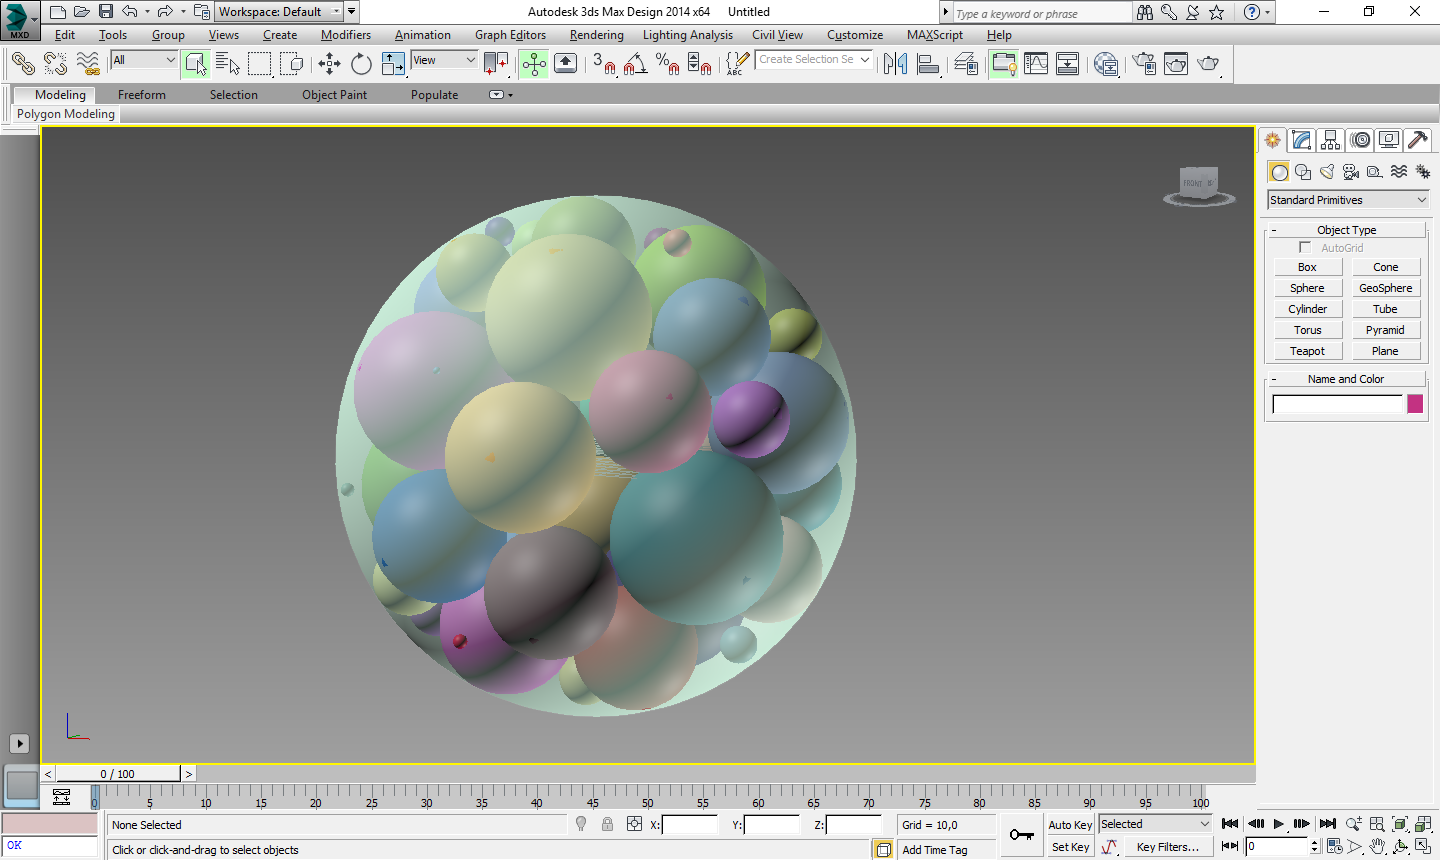 Workspace: Default
Autodesk 3ds Max Design 2014 x64 Untitled
Type a keyword or phrase
MXD
Edit Tools Group Views Create Modifiers Animation Graph Editors Rendering Lighting Analysis Civil View Customize MAXScript Help
All View 3 % ABC Create Selection Se
Modeling Freeform Selection Object Paint Populate
Polygon Modeling
FRONT
Standard Primitives
- Object Type
AutoGrid
Box Cone
Sphere GeoSphere
Cylinder Tube
Torus Pyramid
Teapot Plane
- Name and Color
< 0 / 100 >
0 5 10 15 20 25 30 35 40 45 50 55 60 65 70 75 80 85 90 95 100
None Selected X: Y: Z: Grid = 10,0 Auto Key Selected
OK Click or click-and-drag to select objects Add Time Tag Set Key Key Filters... 0